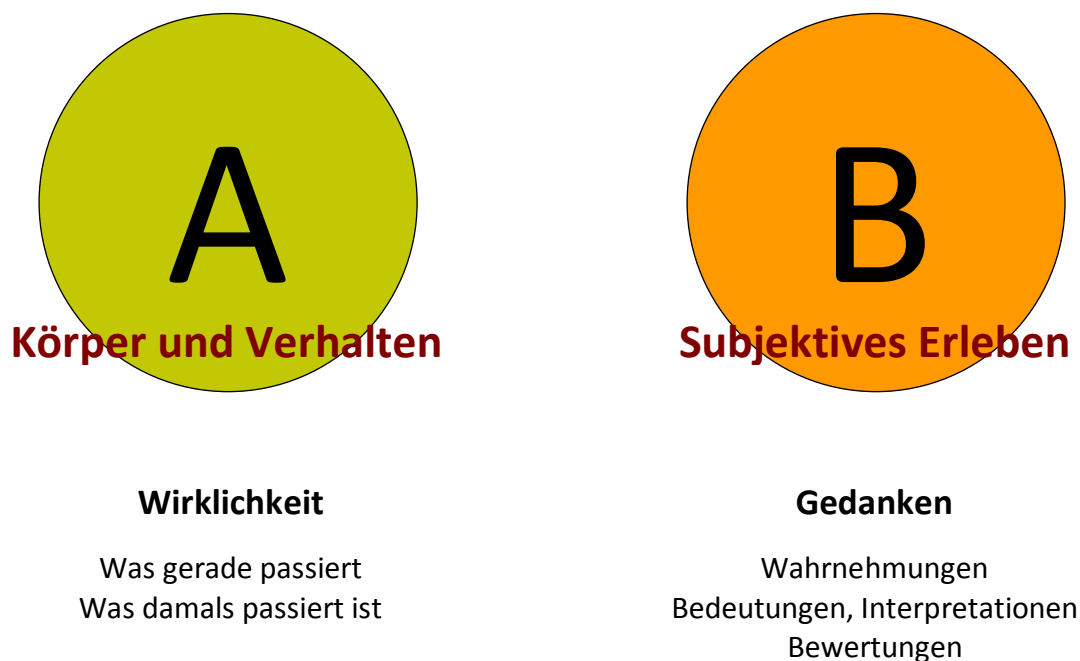 A
Körper und Verhalten
Wirklichkeit
Was gerade passiert
Was damals passiert ist
B
Subjektives Erleben
Gedanken
Wahrnehmungen
Bedeutungen, Interpretationen
Bewertungen